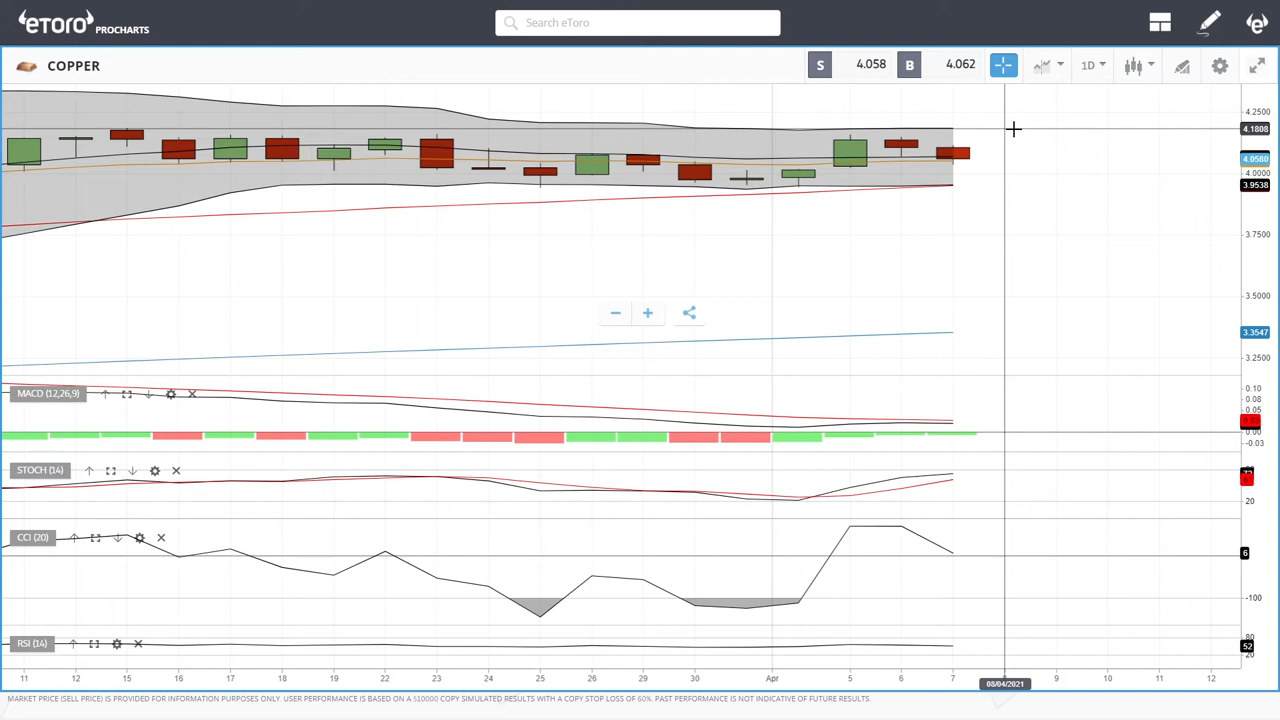 eToro PROCHARTS
Search eToro
COPPER
S 4.058 B 4.062
1D
4.2500
4.1808
4.0580
4.0000
3.9538
3.7500
3.5000
3.3547
3.2500
MACD (12,26,9)
0.10
0.08
0.05
0.00
-0.03
STOCH (14)
20
CCI (20)
6
-100
RSI (14)
80
52
20
11 12 15 16 17 18 19 22 23 24 25 26 29 30 31 Apr 5 6 7 08/04/2021 9 10 11 12
MARKET PRICE (SELL PRICE) IS PROVIDED FOR INFORMATION PURPOSES ONLY. USER PERFORMANCE IS BASED ON A $10000 COPY SIMULATED RESULTS WITH A COPY STOP LOSS OF 60%. PAST PERFORMANCE IS NOT INDICATIVE OF FUTURE RESULTS.